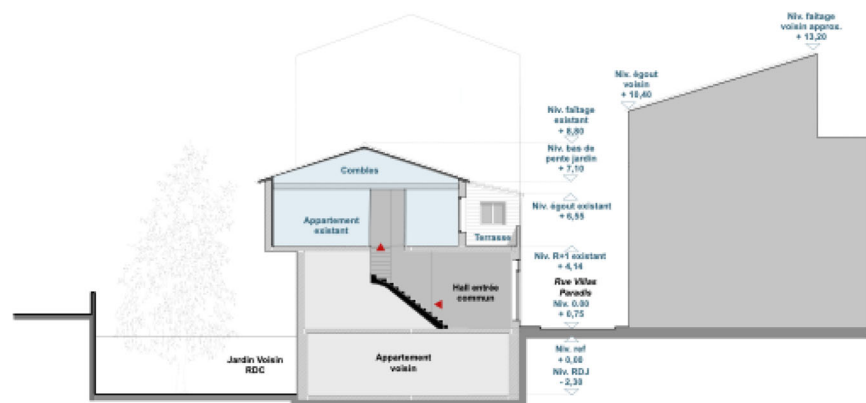 Niv. faîtage
voisin approx.
+ 13,20
Niv. égout
voisin
+ 10,40
Niv. faîtage
existant
+ 8,80
Niv. bas de
pente jardin
+ 7,10
Combles
Niv. égout existant
+ 6,55
Appartement
existant
Terrasse
Niv. R+1 existant
+ 4,14
Hall entrée
commun
Rue Villas
Paradis
Niv. 0.00
+ 0,75
Jardin Voisin
RDC
Appartement
voisin
Niv. ref
+ 0,00
Niv. RDJ
- 2,30